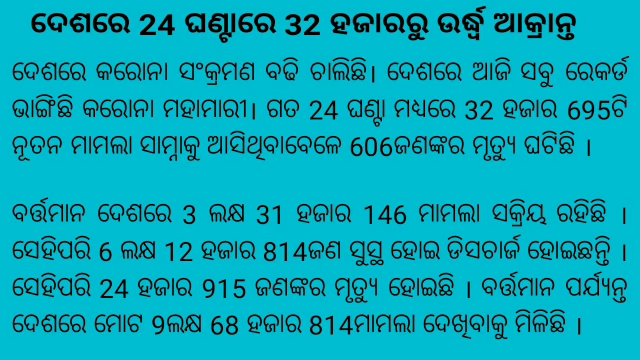 ଦେଶରେ 24 ଘଣ୍ଟାରେ 32 ହଜାରରୁ ଉର୍ଦ୍ଧ୍ଵ ଆକ୍ରାନ୍ତ
ଦେଶରେ କରୋନା ସଂକ୍ରମଣ ବଢି ଚାଲିଛି। ଦେଶରେ ଆଜି ସବୁ ରେକର୍ଡ
ଭାଙ୍ଗିଛି କରୋନା ମହାମାରୀ। ଗତ 24 ଘଣ୍ଟା ମଧ୍ୟରେ 32 ହଜାର 695ଟି
ନୂତନ ମାମଲା ସାମ୍ନାକୁ ଆସିଥିବାବେଳେ 606ଜଣଙ୍କର ମୃତ୍ୟୁ ଘଟିଛି ।
ବର୍ତ୍ତମାନ ଦେଶରେ 3 ଲକ୍ଷ 31 ହଜାର 146 ମାମଲା ସକ୍ରିୟ ରହିଛି ।
ସେହିପରି 6 ଲକ୍ଷ 12 ହଜାର 814ଜଣ ସୁସ୍ଥ ହୋଇ ଡିସଚାର୍ଜ ହୋଇଛନ୍ତି ।
ସେହିପରି 24 ହଜାର 915 ଜଣଙ୍କର ମୃତ୍ୟୁ ହୋଇଛି । ବର୍ତ୍ତମାନ ପର୍ଯ୍ୟନ୍ତ
ଦେଶରେ ମୋଟ 9ଲକ୍ଷ 68 ହଜାର 814ମାମଲା ଦେଖିବାକୁ ମିଳିଛି ।